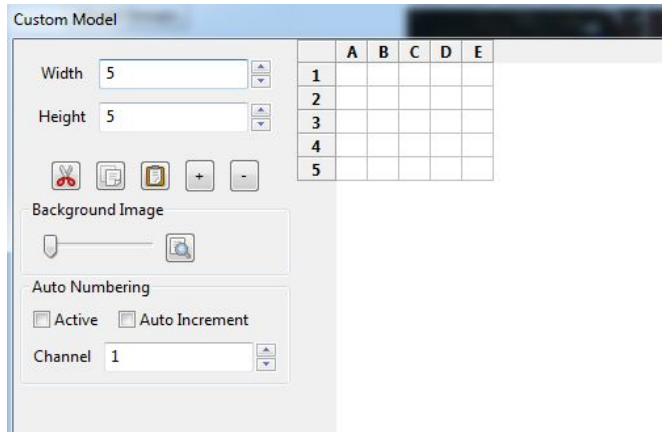 Custom Model
Width 5
Height 5
+ -
Background Image
Auto Numbering
Active Auto Increment
Channel 1
A B C D E
1
2
3
4
5